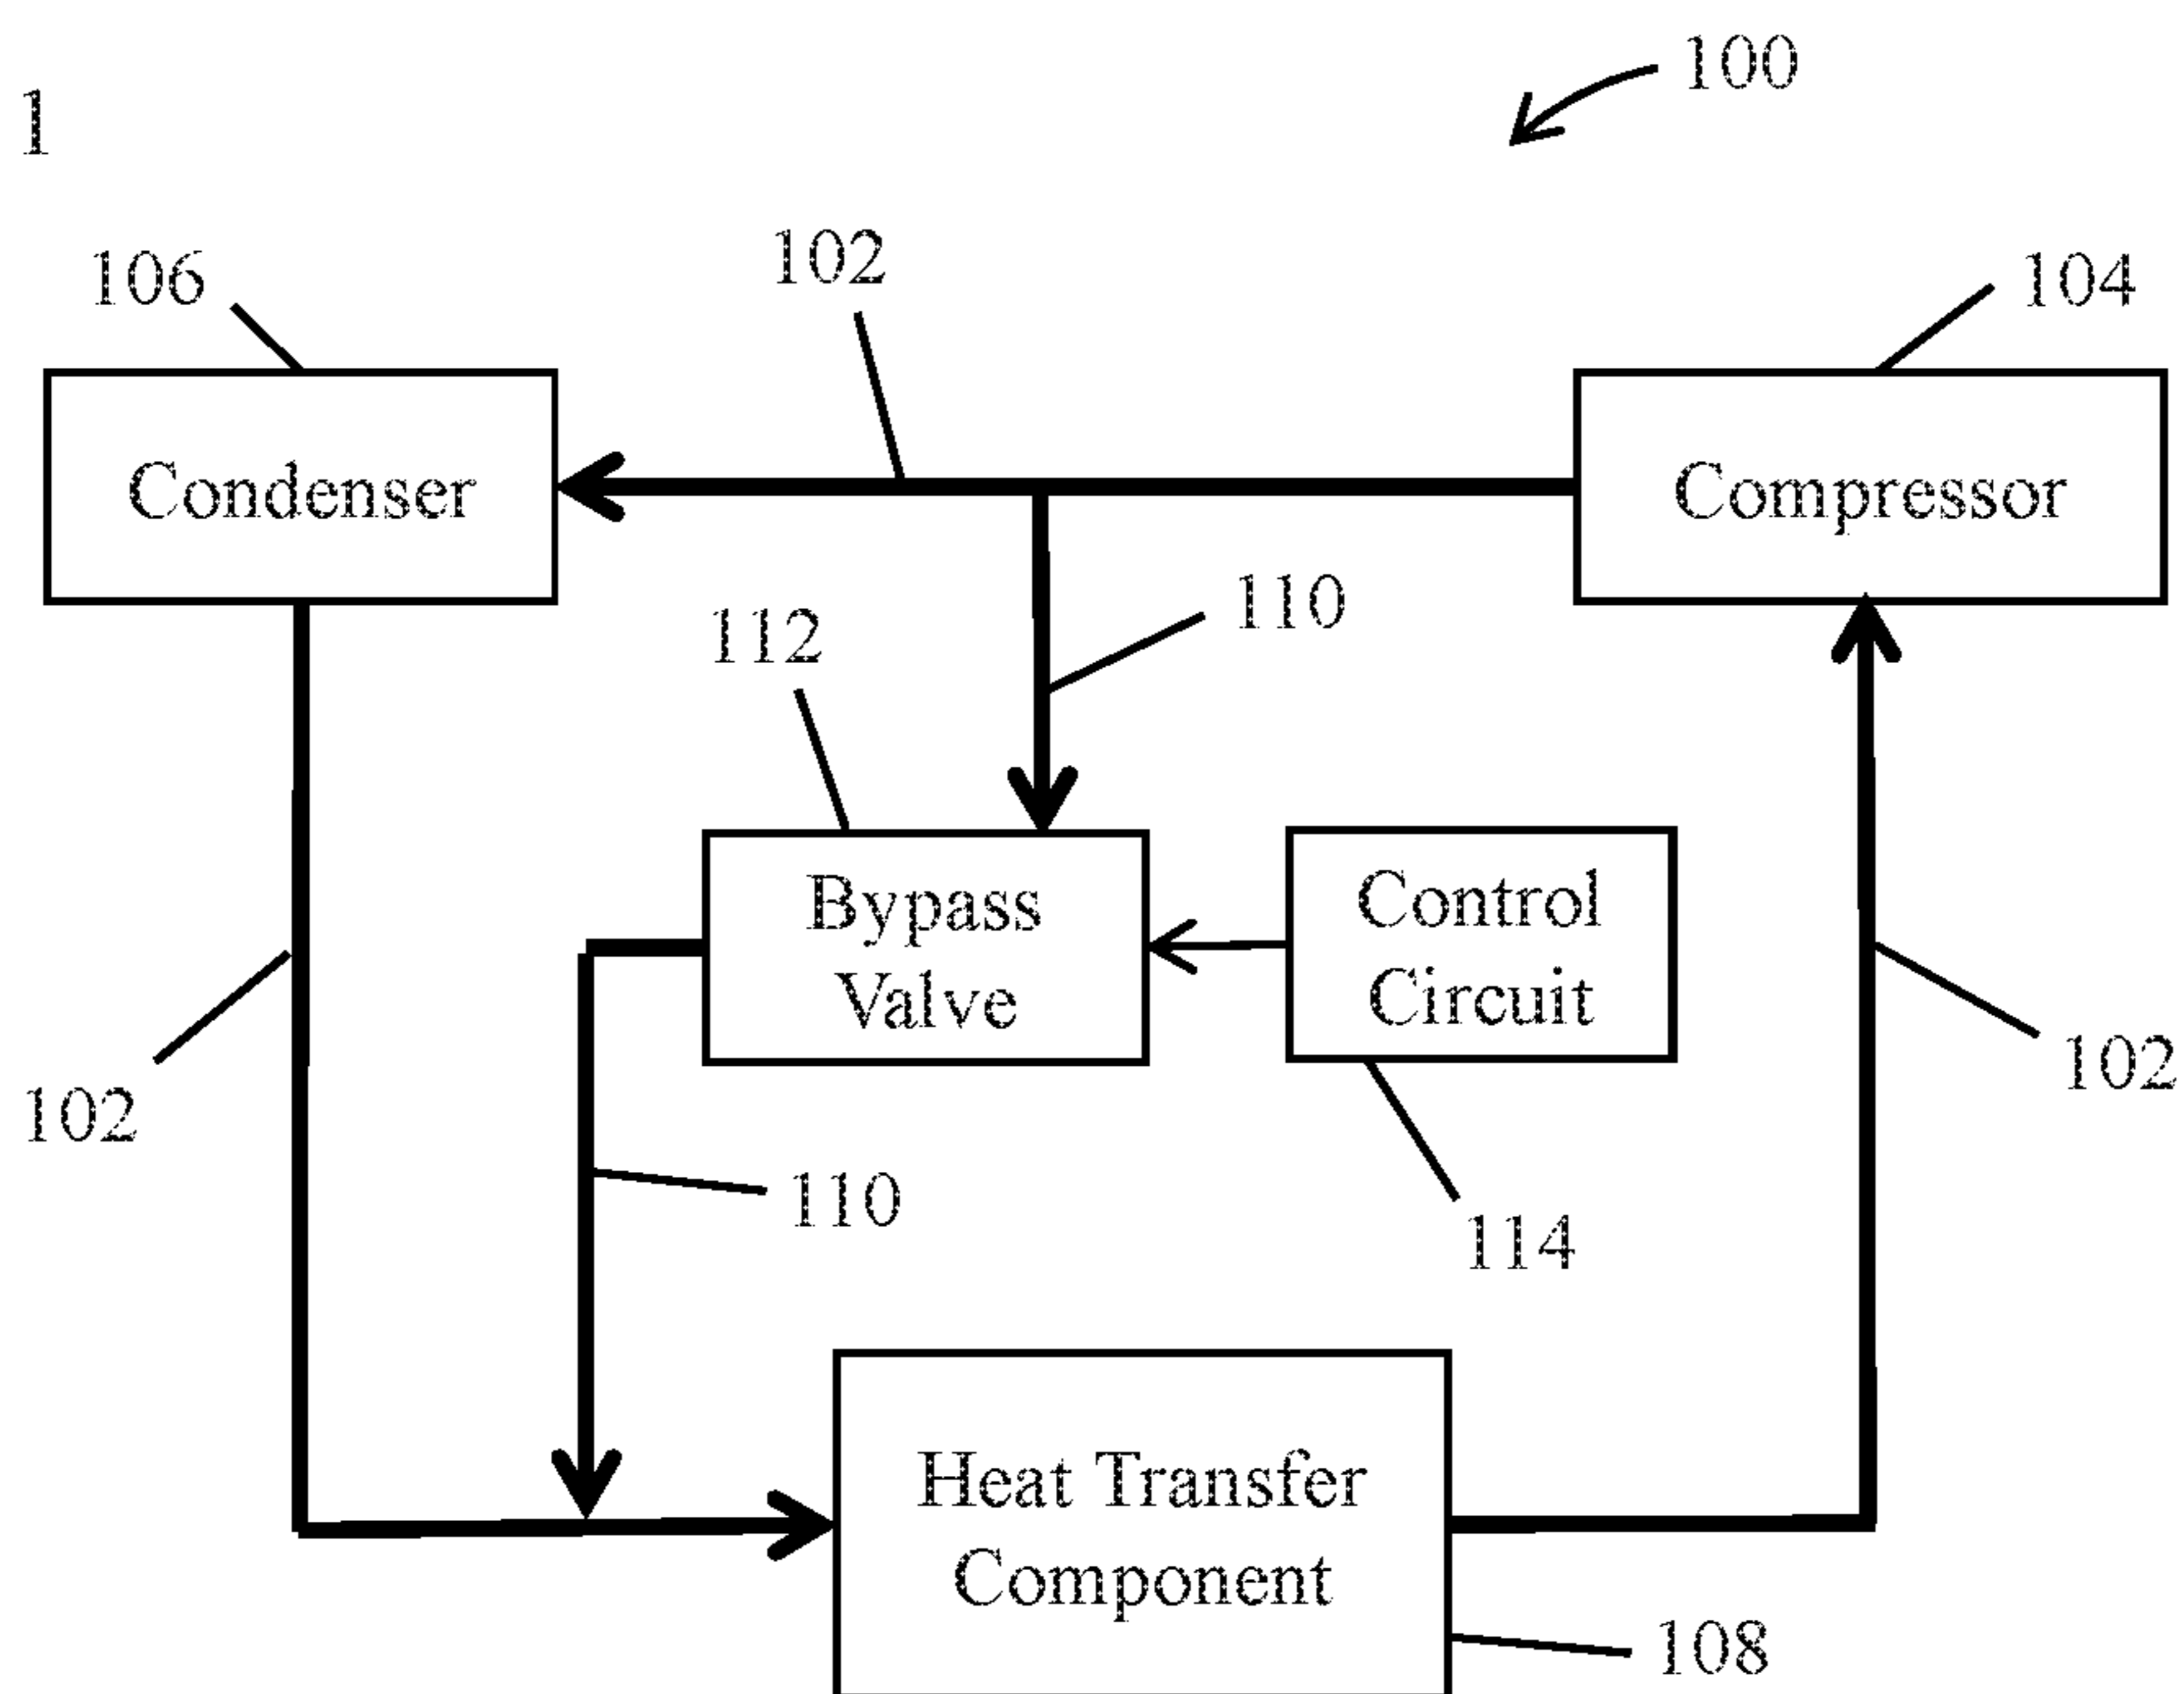 100
1
102
106
104
Condenser
Compressor
110
112
Bypass
Valve
Control
Circuit
102
102
110
114
Heat Transfer
Component
108